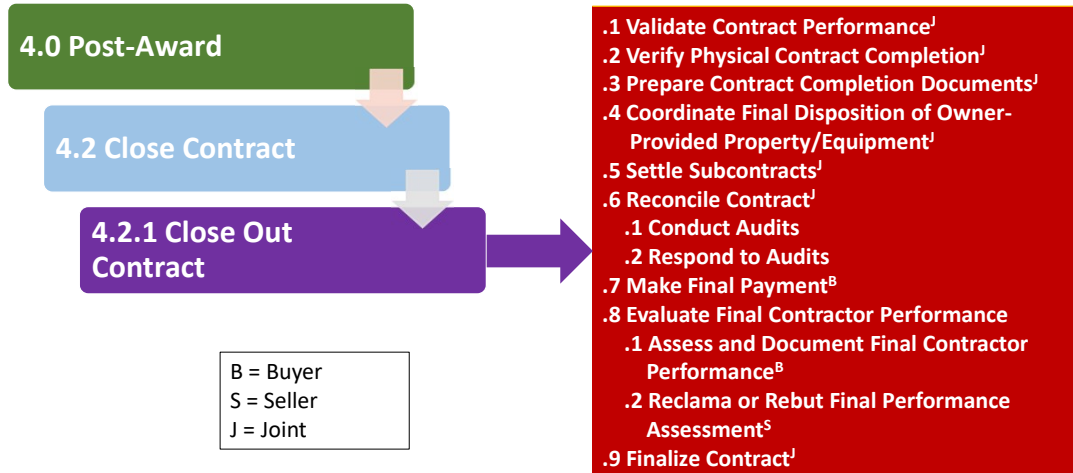 4.0 Post-Award
4.2 Close Contract
4.2.1 Close Out
Contract
B = Buyer
S = Seller
J = Joint
.1 Validate Contract Performanceᴶ
.2 Verify Physical Contract Completionᴶ
.3 Prepare Contract Completion Documentsᴶ
.4 Coordinate Final Disposition of Owner-
Provided Property/Equipmentᴶ
.5 Settle Subcontractsᴶ
.6 Reconcile Contractᴶ
.1 Conduct Audits
.2 Respond to Audits
.7 Make Final Paymentᴮ
.8 Evaluate Final Contractor Performance
.1 Assess and Document Final Contractor
Performanceᴮ
.2 Reclama or Rebut Final Performance
Assessmentˢ
.9 Finalize Contractᴶ